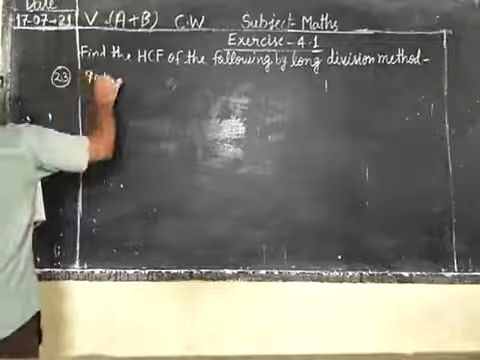 Date
17-07-21 V (A+B) C.W Subject Maths
Exercise-4.1
Find the HCF of the following by long division method-
23